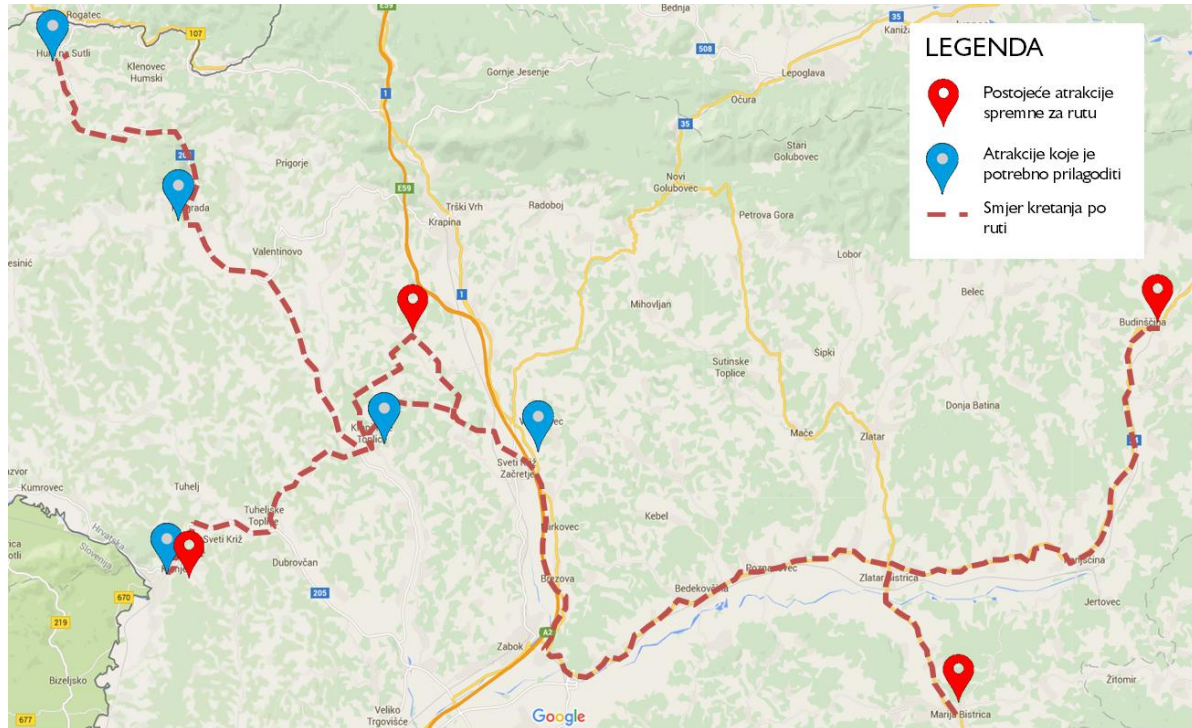 Rogatec
107
Klenovec
Humski
E59
1
Bednja
508
Lepoglava
Gornje Jesenje
Očura
35
35
Stari
Golubovec
Novi
Golubovec
Prigorje
E59
Trški Vrh
Radoboj
Krapina
Petrova Gora
Valentinovo
Lobor
Belec
1
Mihovljan
Budinščina
Šipki
Sutinske
Toplice
Donja Batina
Mače
Zlatar
Sveti Križ
Začretje
Kumrovec
Tuhelj
Tuheljske
Toplice
Kebel
Hrvatska
Slovenija
Sveti Križ
Dubrovčan
Brezova
Bedekovčina
Zlatar Bistrica
Jertovec
670
205
219
A2
Zabok
Bizeljsko
Veliko
Trgovišće
677
Žitomir
Marija Bistrica
Google
LEGENDA
Postojeće atrakcije
spremne za rutu
Atrakcije koje je
potrebno prilagoditi
Smjer kretanja po
ruti